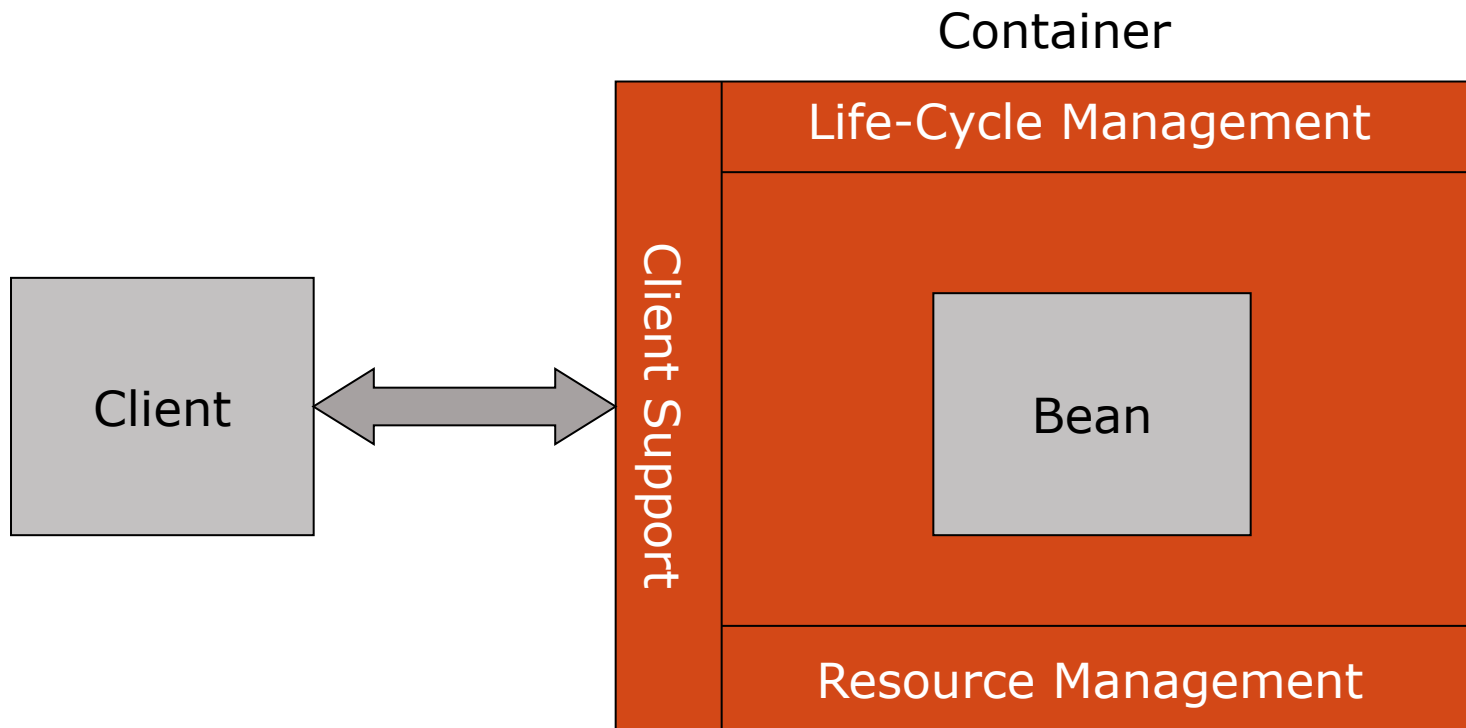 Container
Life-Cycle Management
Client Support
Client
Bean
Resource Management